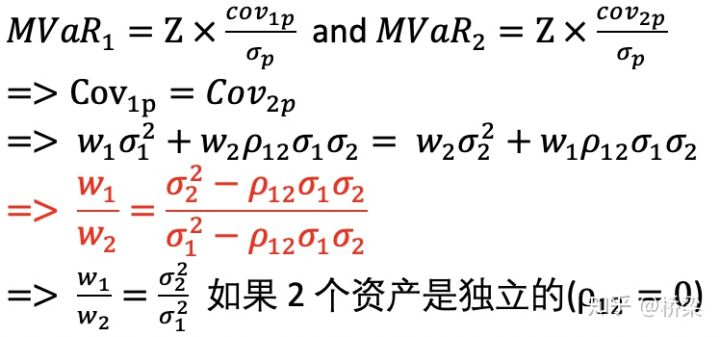 MVaR₁ = Z × cov₁ₚ/σₚ and MVaR₂ = Z × cov₂ₚ/σₚ
=> Cov₁ₚ = Cov₂ₚ
=> w₁σ₁² + w₂ρ₁₂σ₁σ₂ = w₂σ₂² + w₁ρ₁₂σ₁σ₂
=> w₁/w₂ = (σ₂² − ρ₁₂σ₁σ₂)/(σ₁² − ρ₁₂σ₁σ₂)
=> w₁/w₂ = σ₂²/σ₁² 如果 2 个资产是独立的(ρ₁₂ = 0)
知乎 @桥梁